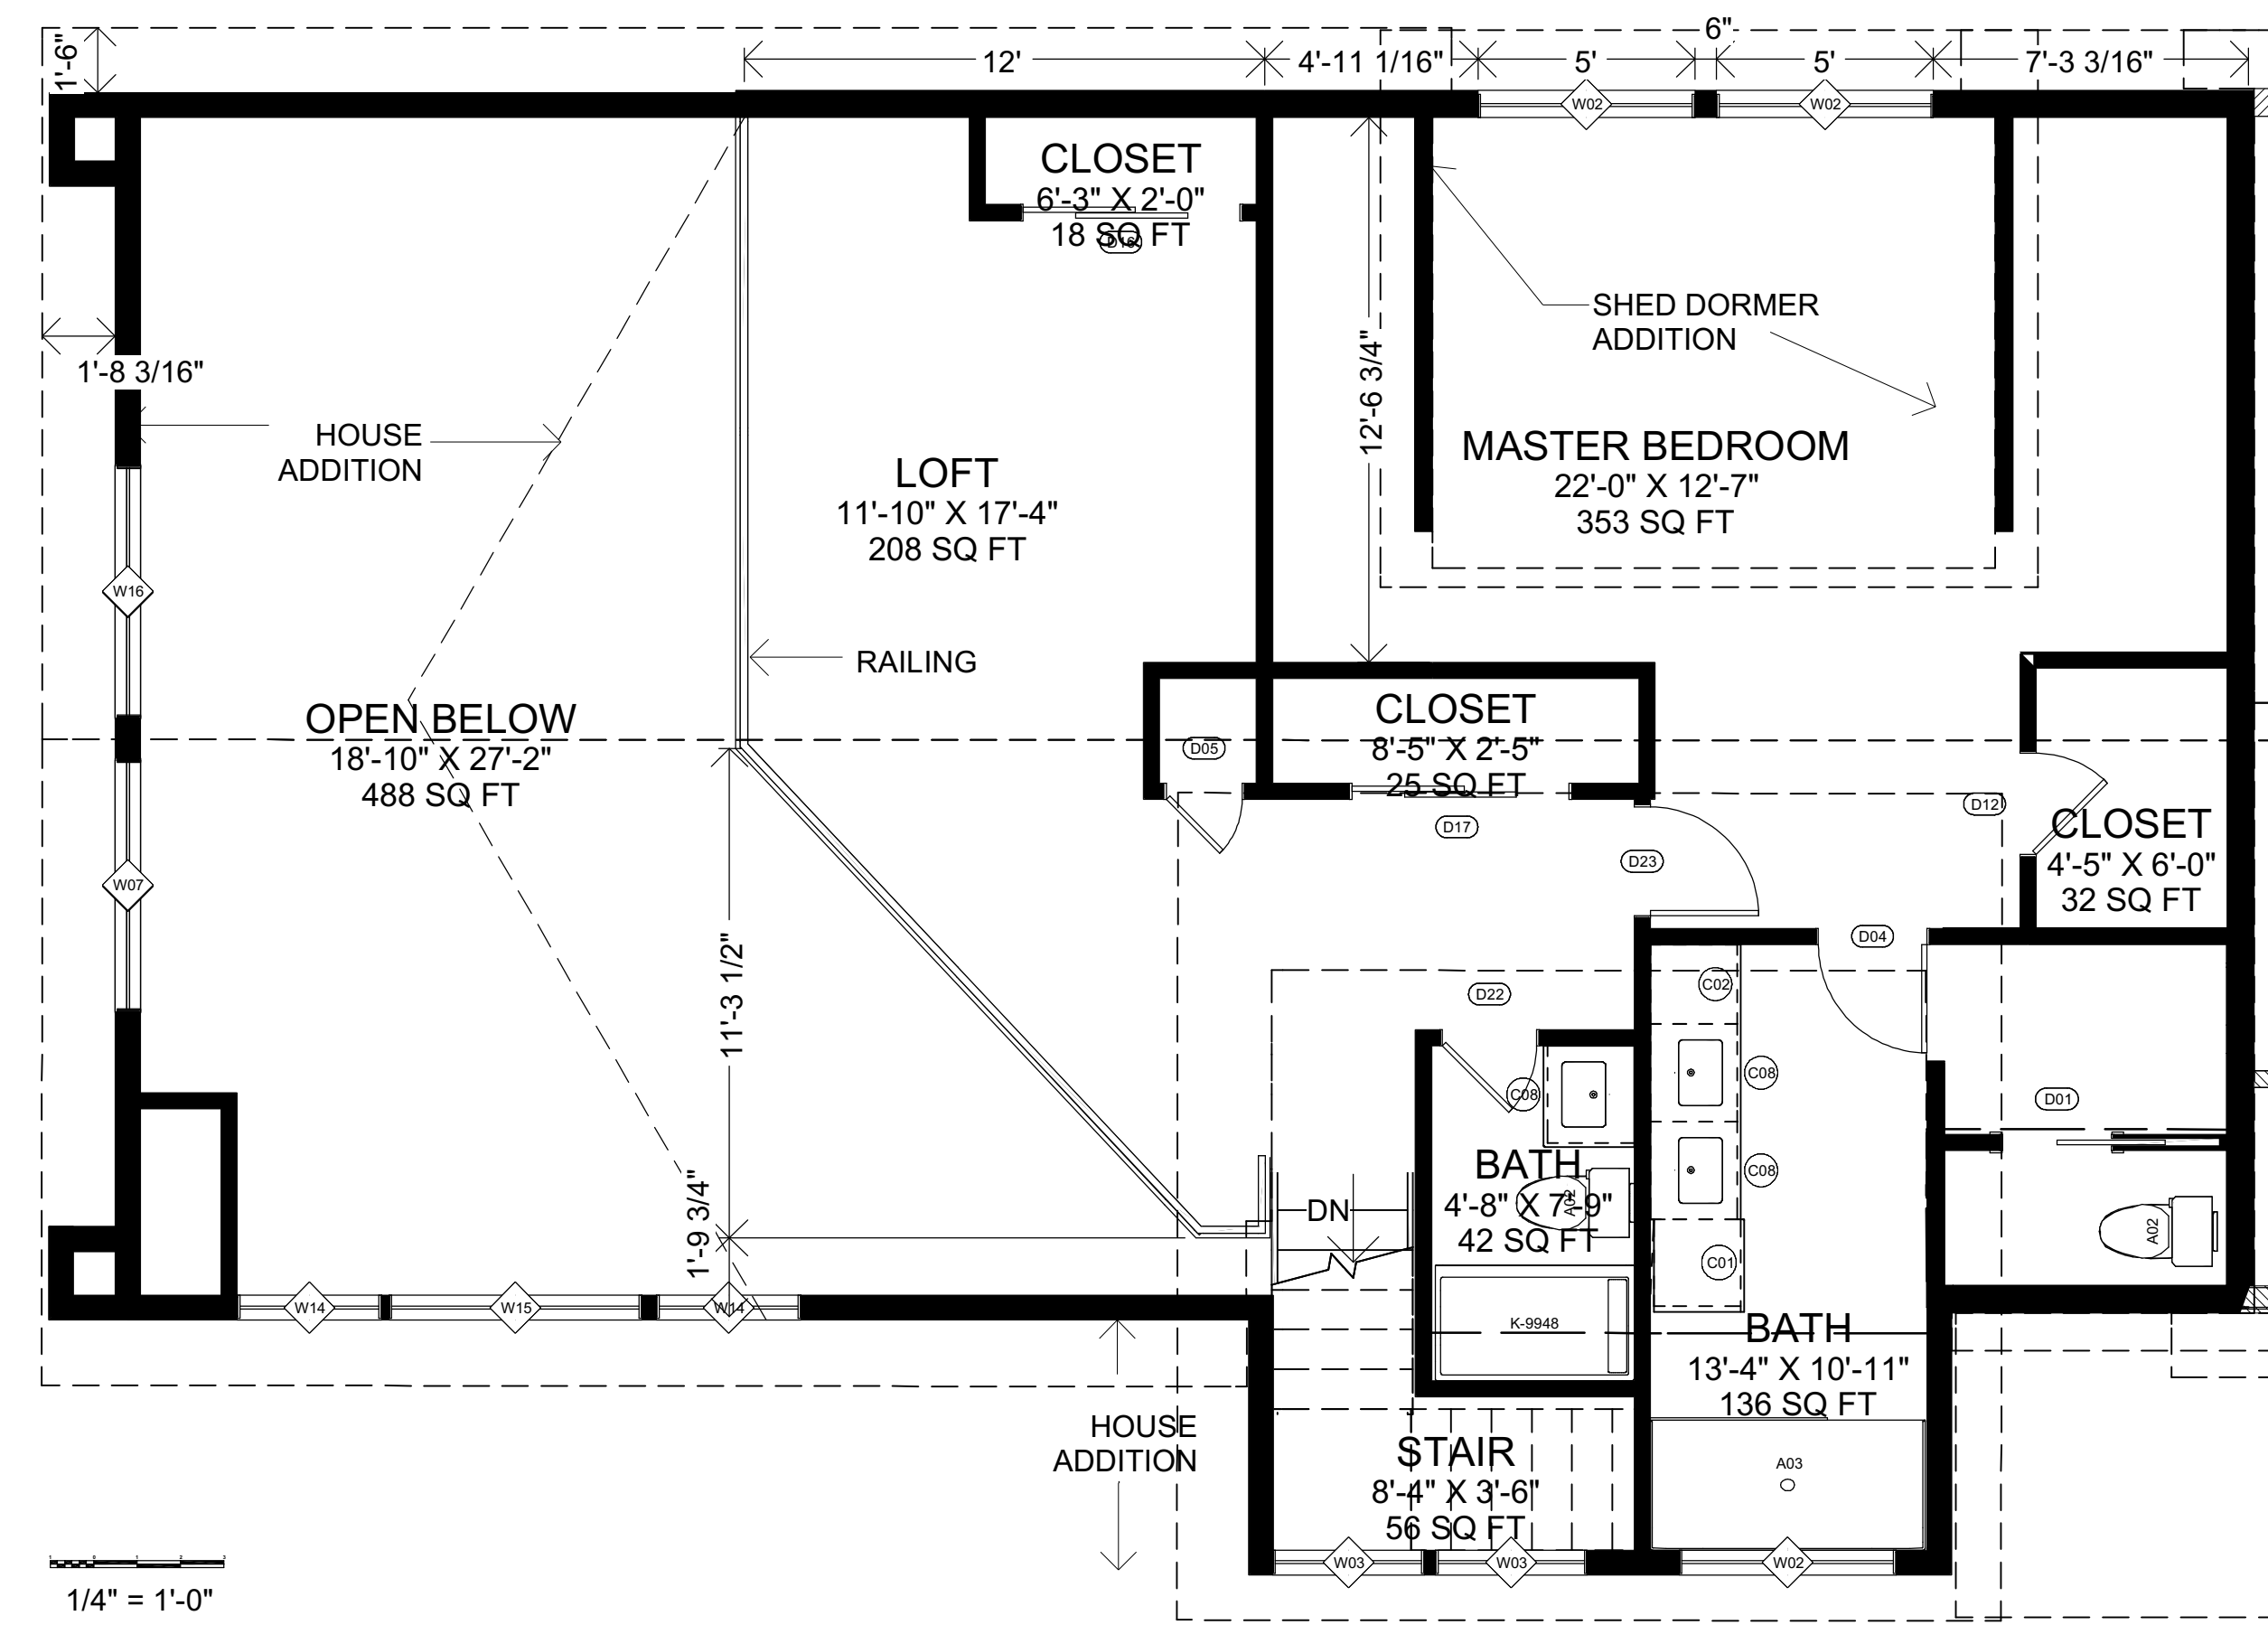 6"
1'-6"
12'
4'-11 1/16"
5'
5'
7'-3 3/16"
W02
W02
CLOSET
6'-3" X 2'-0"
18 SQ FT
D16
SHED DORMER
ADDITION
1'-8 3/16"
12'-6 3/4"
HOUSE
ADDITION
MASTER BEDROOM
22'-0" X 12'-7"
353 SQ FT
LOFT
11'-10" X 17'-4"
208 SQ FT
W16
RAILING
OPEN BELOW
18'-10" X 27'-2"
488 SQ FT
CLOSET
8'-5" X 2'-5"
25 SQ FT
D05
D17
D12
CLOSET
4'-5" X 6'-0"
32 SQ FT
D23
W07
D04
11'-3 1/2"
D22
C02
C08
C08
D01
BATH
4'-8" X 7'-9"
42 SQ FT
A02
C08
1'-9 3/4"
DN
A02
C01
W14
W15
W14
K-9948
BATH
13'-4" X 10'-11"
136 SQ FT
HOUSE
ADDITION
STAIR
8'-4" X 3'-6"
56 SQ FT
A03
W03
W03
W02
1 0 1 2 3
1/4" = 1'-0"